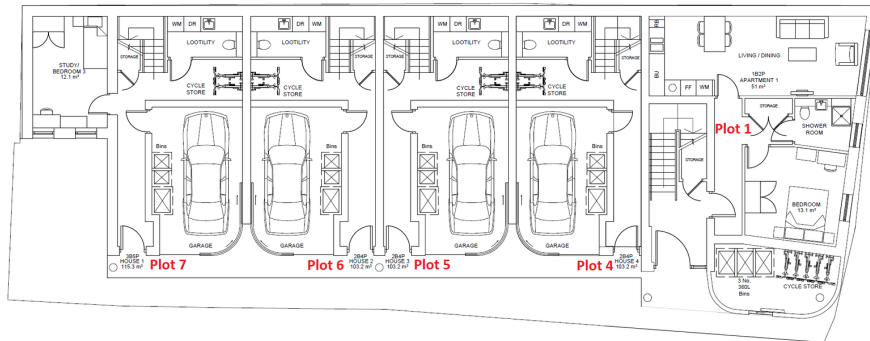 STUDY/
BEDROOM 3
12.1 m²
STORAGE
WM DR
LOOTILITY
CYCLE
STORE
Bins
GARAGE
3B5P
HOUSE 1
115.3 m²
Plot 7
WM DR
LOOTILITY
STORAGE
CYCLE
STORE
Bins
GARAGE
Plot 6
2B4P
HOUSE 2
103.2 m²
STORAGE
WM DR
LOOTILITY
CYCLE
STORE
Bins
GARAGE
2B4P
HOUSE 3
103.2 m²
Plot 5
DR WM
LOOTILITY
STORAGE
CYCLE
STORE
Bins
GARAGE
Plot 4
2B4P
HOUSE 4
103.2 m²
BU
FF WM
LIVING / DINING
1B2P
APARTMENT 1
51 m²
Plot 1
STORAGE
STORAGE
SHOWER
ROOM
BEDROOM
13.1 m²
3 No.
360L
Bins
CYCLE STORE